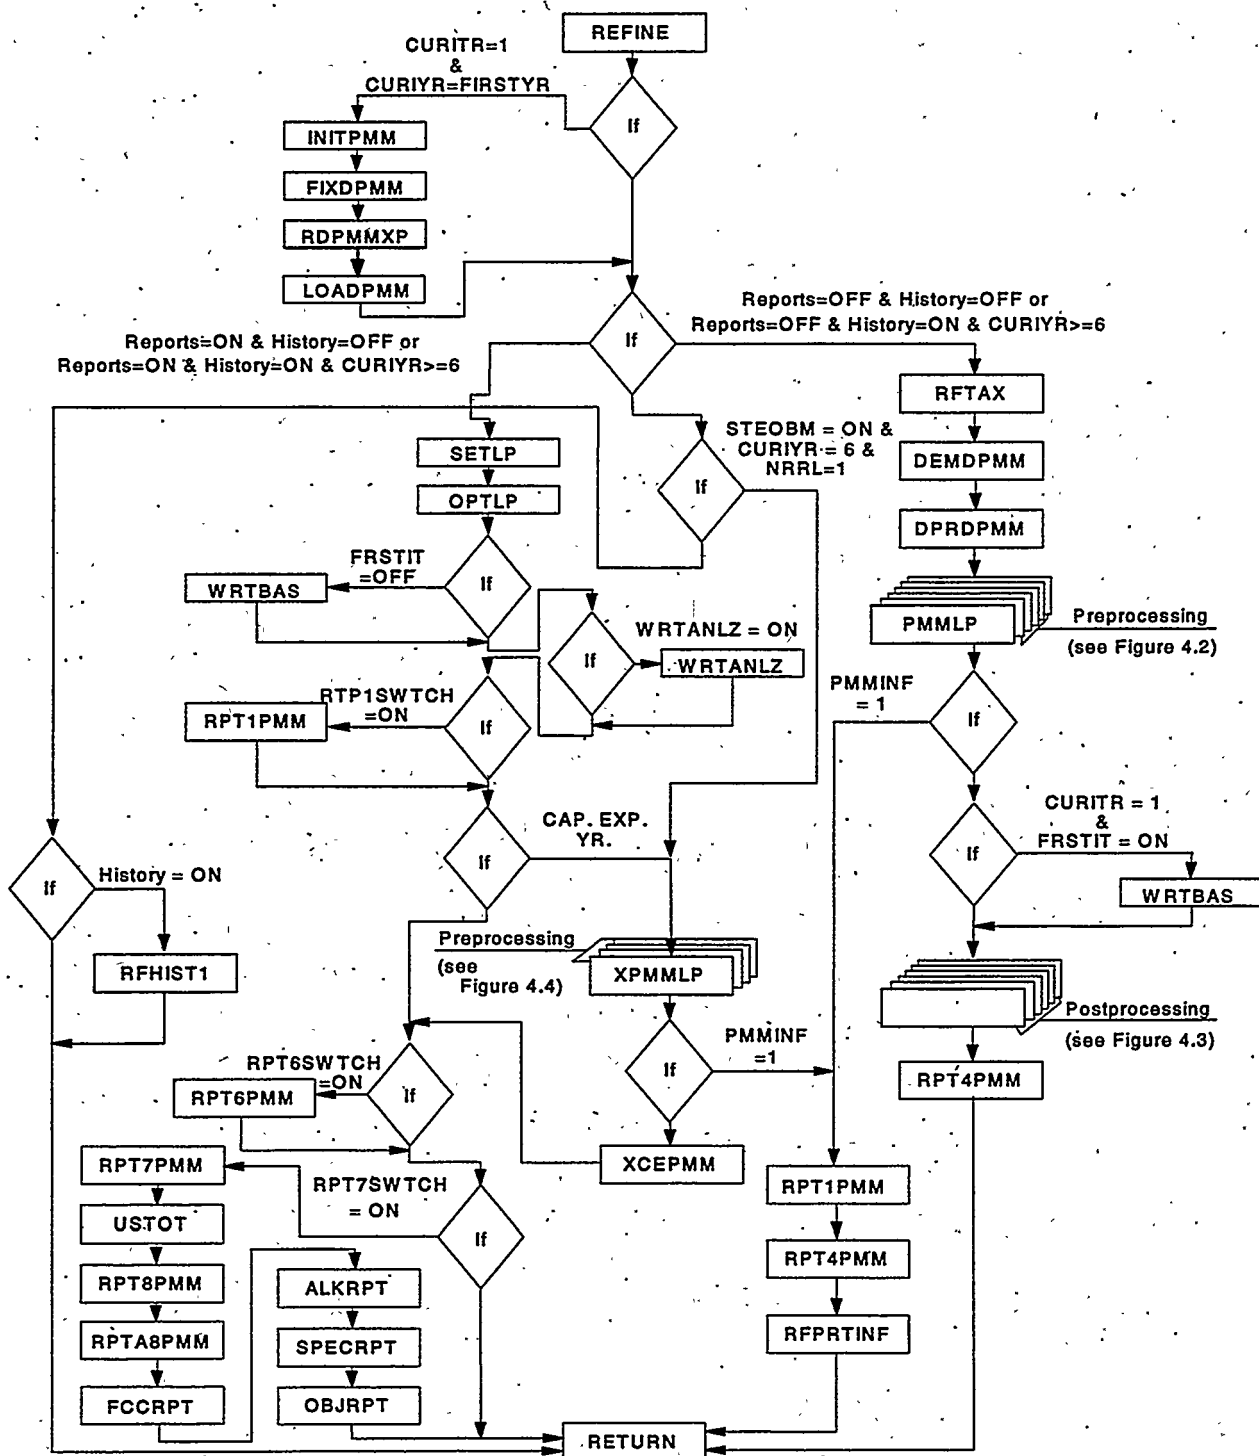 REFINE
CURITR=1
&
CURIYR=FIRSTYR
If
INITPMM
FIXDPMM
RDPMMXP
LOADPMM
Reports=OFF & History=OFF or
Reports=OFF & History=ON & CURIYR>=6
Reports=ON & History=OFF or
Reports=ON & History=ON & CURIYR>=6
If
RFTAX
STEOBM = ON &
CURIYR = 6 &
NRRL=1
SETLP
DEMDPMM
If
OPTLP
DPRDPMM
FRSTIT
=OFF
If
WRTBAS
PMMLP
Preprocessing
(see Figure 4.2)
WRTANLZ = ON
If
WRTANLZ
RTP1SWTCH
=ON
RPT1PMM
If
PMMINF
= 1
If
CAP. EXP.
YR.
If
CURITR = 1
&
FRSTIT = ON
If
WRTBAS
If
History = ON
RFHIST1
Preprocessing
(see
Figure 4.4)
XPMMLP
Postprocessing
(see Figure 4.3)
PMMINF
=1
If
RPT6SWTCH
=ON
RPT6PMM
If
RPT4PMM
XCEPMM
RPT7PMM
RPT7SWTCH
= ON
If
RPT1PMM
USTOT
RPT4PMM
RPT8PMM
ALKRPT
RPTA8PMM
SPECRPT
RFPRTINF
FCCRPT
OBJRPT
RETURN